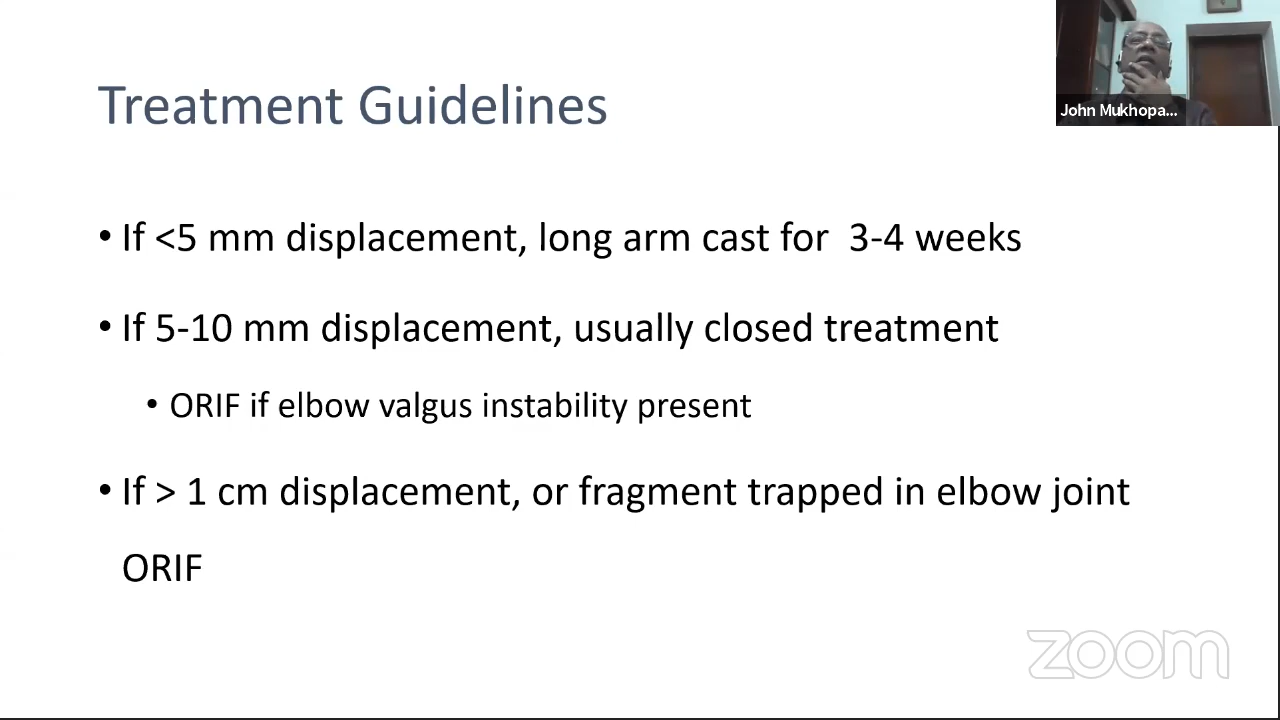 John Mukhopa...
Treatment Guidelines
• If <5 mm displacement, long arm cast for  3-4 weeks
• If 5-10 mm displacement, usually closed treatment
• ORIF if elbow valgus instability present
• If > 1 cm displacement, or fragment trapped in elbow joint
ORIF
zoom